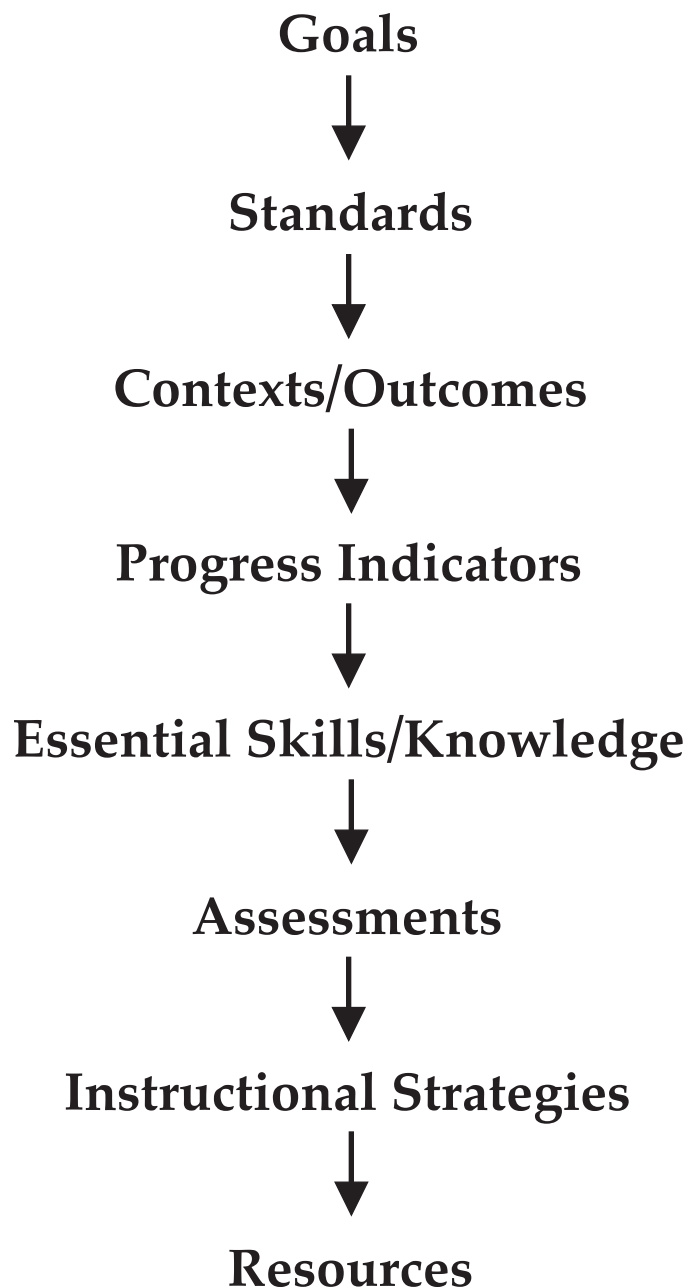 Goals
Standards
Contexts/Outcomes
Progress Indicators
Essential Skills/Knowledge
Assessments
Instructional Strategies
Resources